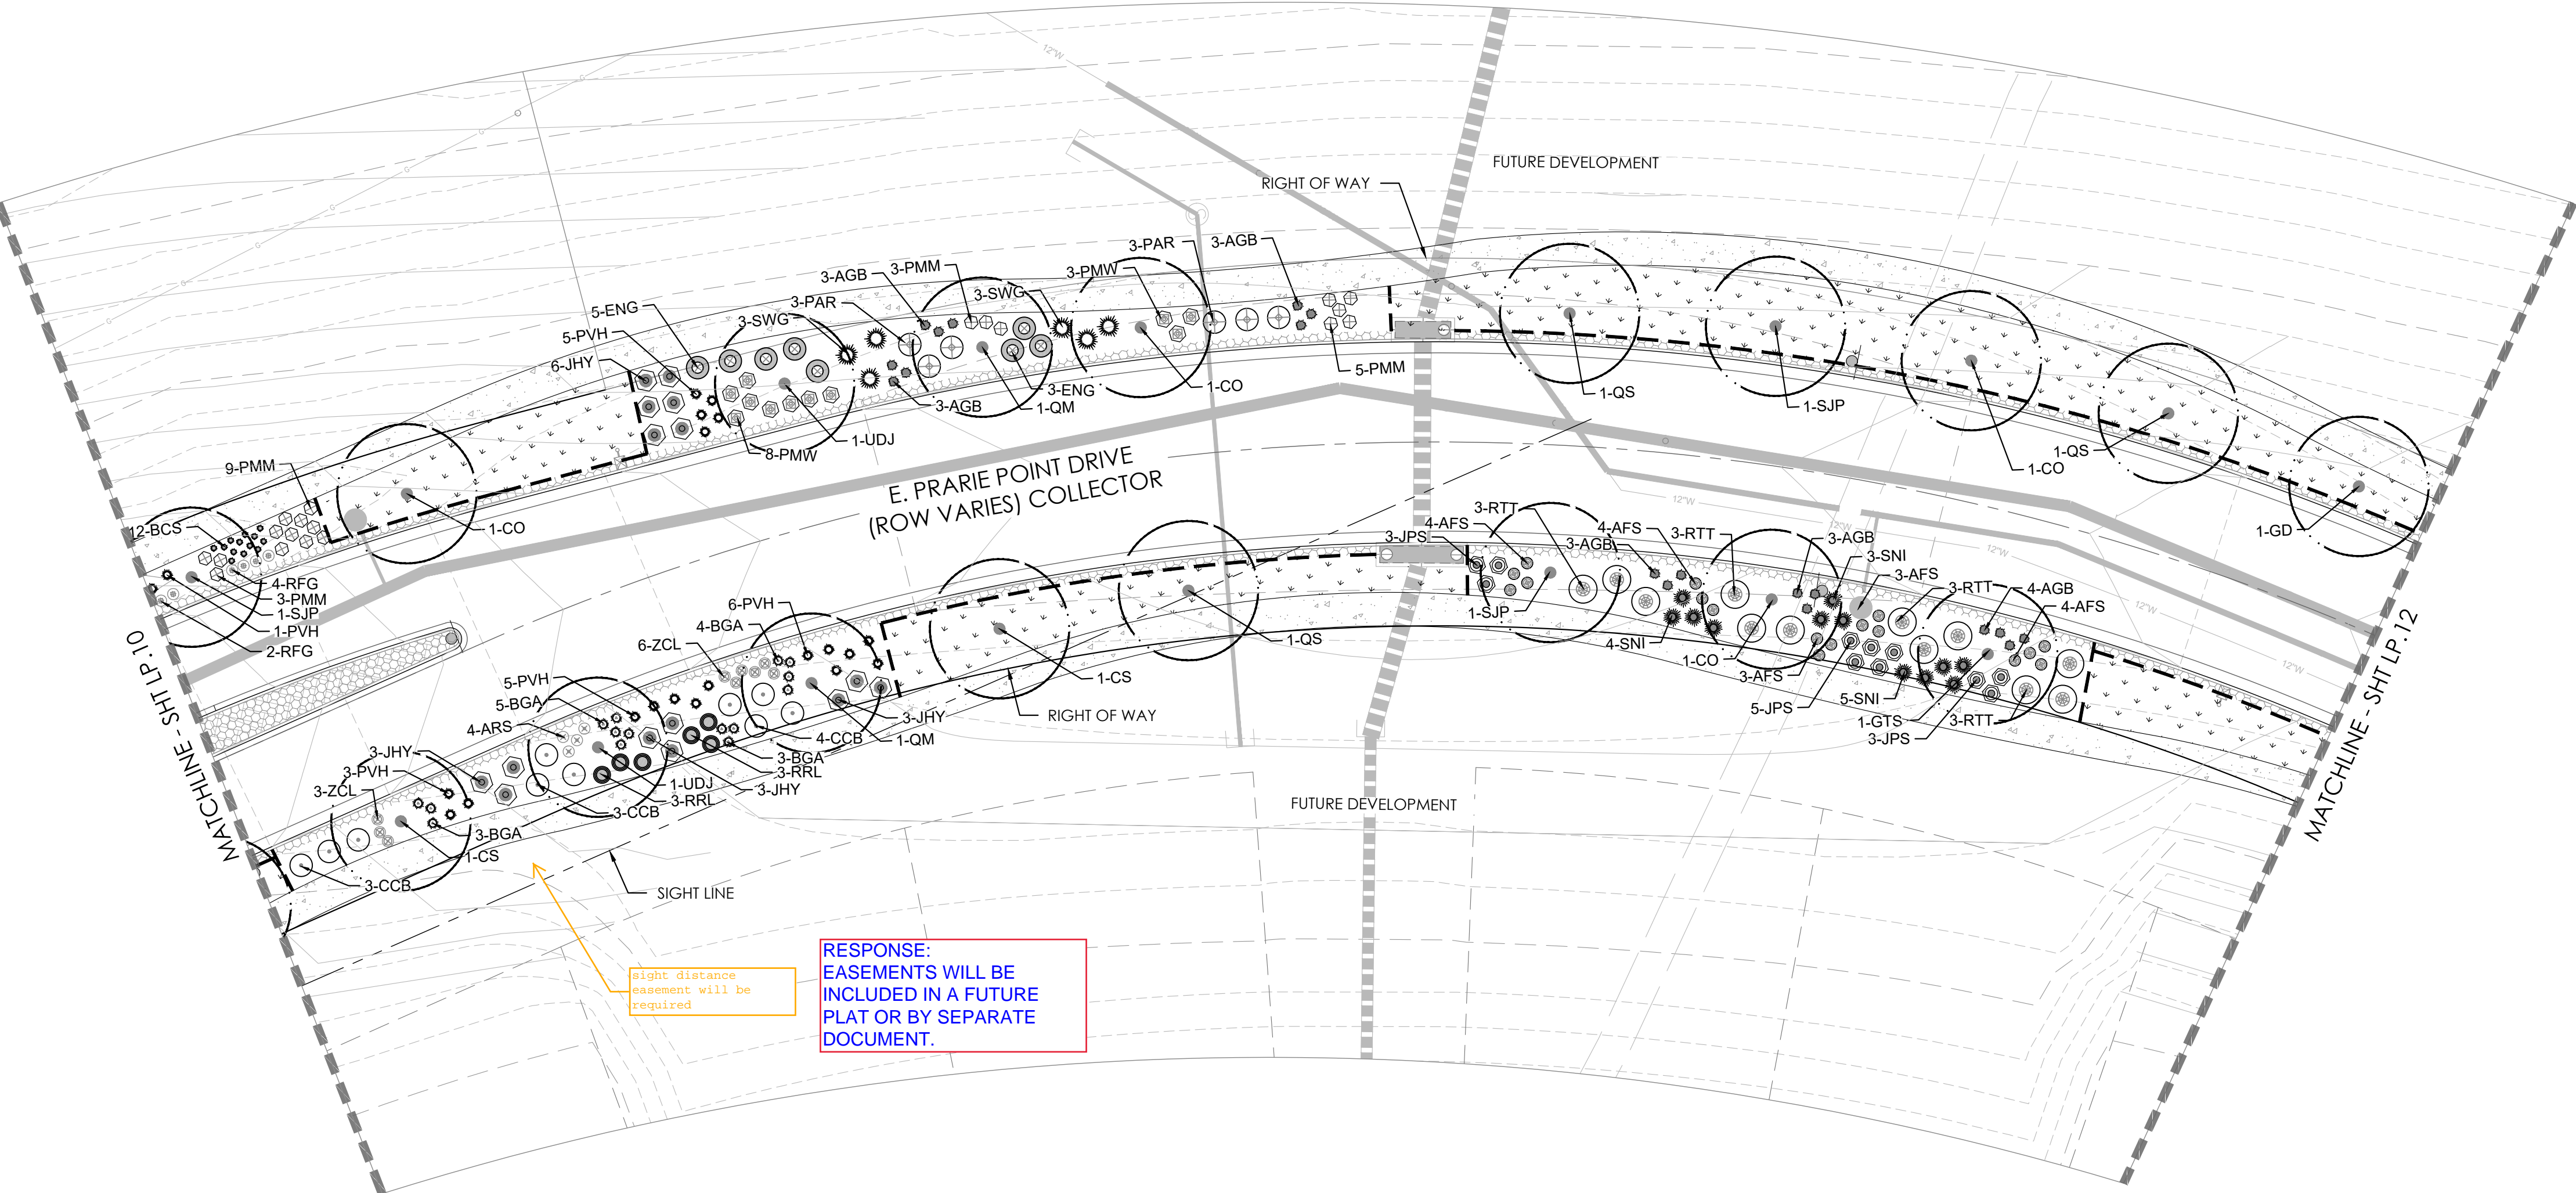 12"W
FUTURE DEVELOPMENT
RIGHT OF WAY
3-PAR
3-AGB
3-PMW
3-PMM
3-AGB
3-SWG
3-PAR
5-ENG
3-SWG
5-PVH
6-JHY
5-PMM
1-CO
3-ENG
1-QM
3-AGB
1-UDJ
8-PMW
1-QS
1-SJP
1-CO
1-QS
1-GD
9-PMM
1-CO
12-BCS
4-RFG
3-PMM
1-SJP
1-PVH
2-RFG
E. PRARIE POINT DRIVE
(ROW VARIES) COLLECTOR
12"W
12"W
12"W
12"W
12"W
3-RTT
4-AFS
3-JPS
4-AFS
3-AGB
3-RTT
3-AGB
3-SNI
3-AFS
3-RTT
4-AGB
4-AFS
1-SJP
4-SNI
1-CO
3-AFS
5-JPS
5-SNI
1-GTS
3-RTT
3-JPS
1-QS
1-CS
RIGHT OF WAY
6-PVH
4-BGA
6-ZCL
5-PVH
5-BGA
4-ARS
3-JHY
3-PVH
3-ZCL
3-JHY
4-CCB
1-QM
3-BGA
3-RRL
3-JHY
1-UDJ
3-RRL
3-CCB
3-BGA
1-CS
3-CCB
SIGHT LINE
FUTURE DEVELOPMENT
MATCHLINE - SHT LP.10
MATCHLINE - SHT LP.12
sight distance
easement will be
required
RESPONSE:
EASEMENTS WILL BE
INCLUDED IN A FUTURE
PLAT OR BY SEPARATE
DOCUMENT.
G
G
G
G
G